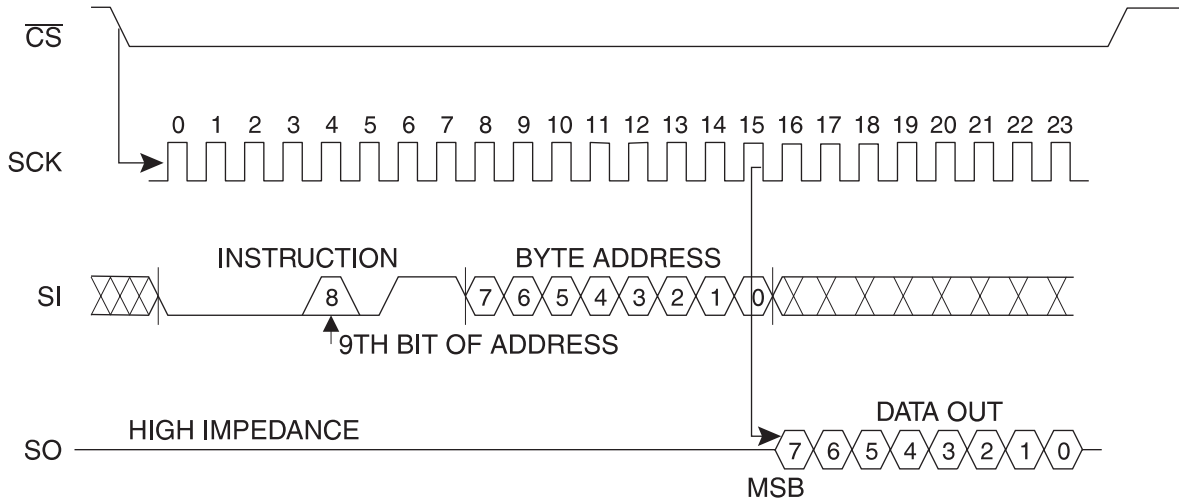 CS
0 1 2 3 4 5 6 7 8 9 10 11 12 13 14 15 16 17 18 19 20 21 22 23
SCK
INSTRUCTION BYTE ADDRESS
SI 8 7 6 5 4 3 2 1 0
9TH BIT OF ADDRESS
DATA OUT
HIGH IMPEDANCE
SO 7 6 5 4 3 2 1 0
MSB